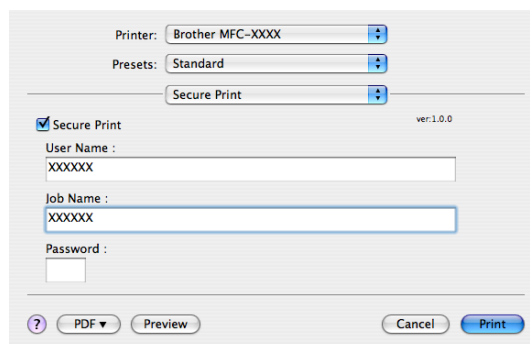 Printer: Brother MFC-XXXX
Presets: Standard
Secure Print
Secure Print ver:1.0.0
User Name :
XXXXXX
Job Name :
XXXXXX
Password :
? PDF▼ Preview Cancel Print